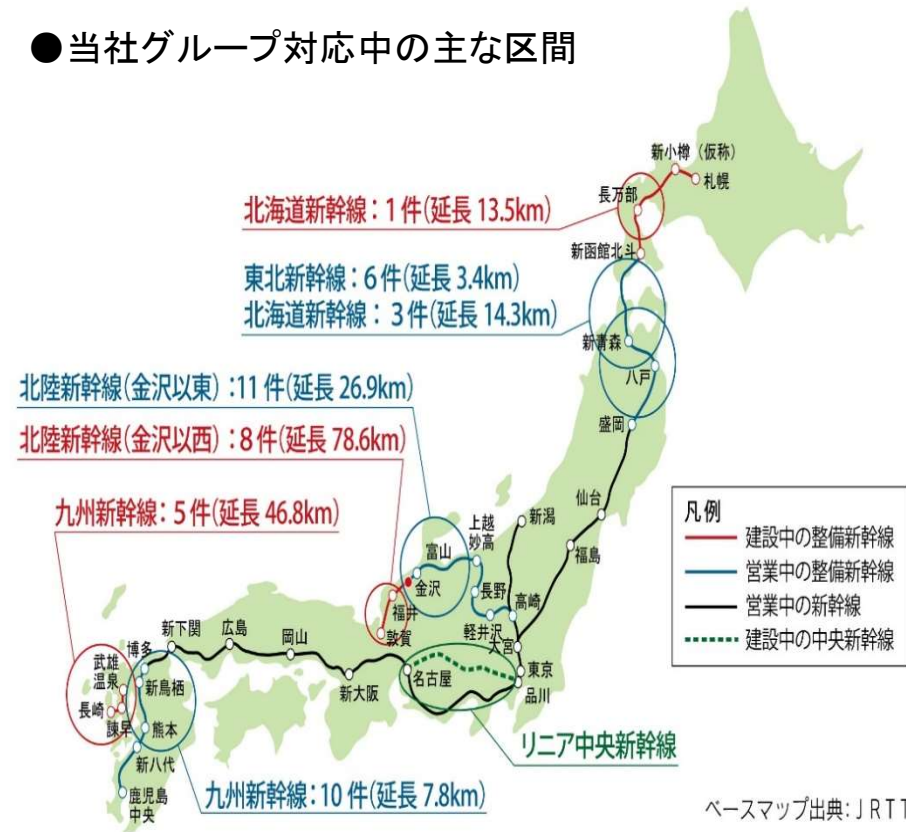 ●当社グループ対応中の主な区間
新小樽（仮称）
札幌
長万部
北海道新幹線：1件(延長 13.5km)
新函館北斗
東北新幹線：6件(延長 3.4km)
北海道新幹線：3件(延長 14.3km)
新青森
八戸
北陸新幹線(金沢以東)：11件(延長 26.9km)
盛岡
北陸新幹線(金沢以西)：8件(延長 78.6km)
仙台
九州新幹線：5件(延長 46.8km)
新潟
上越
妙高
富山
福島
金沢
長野
高崎
福井
軽井沢
敦賀
大宮
凡例
建設中の整備新幹線
営業中の整備新幹線
営業中の新幹線
建設中の中央新幹線
新下関
広島
岡山
博多
武雄
温泉
名古屋
東京
新大阪
品川
新鳥栖
長崎
諫早
熊本
リニア中央新幹線
新八代
鹿児島
中央
九州新幹線：10件(延長 7.8km)
ベースマップ出典：JRTT